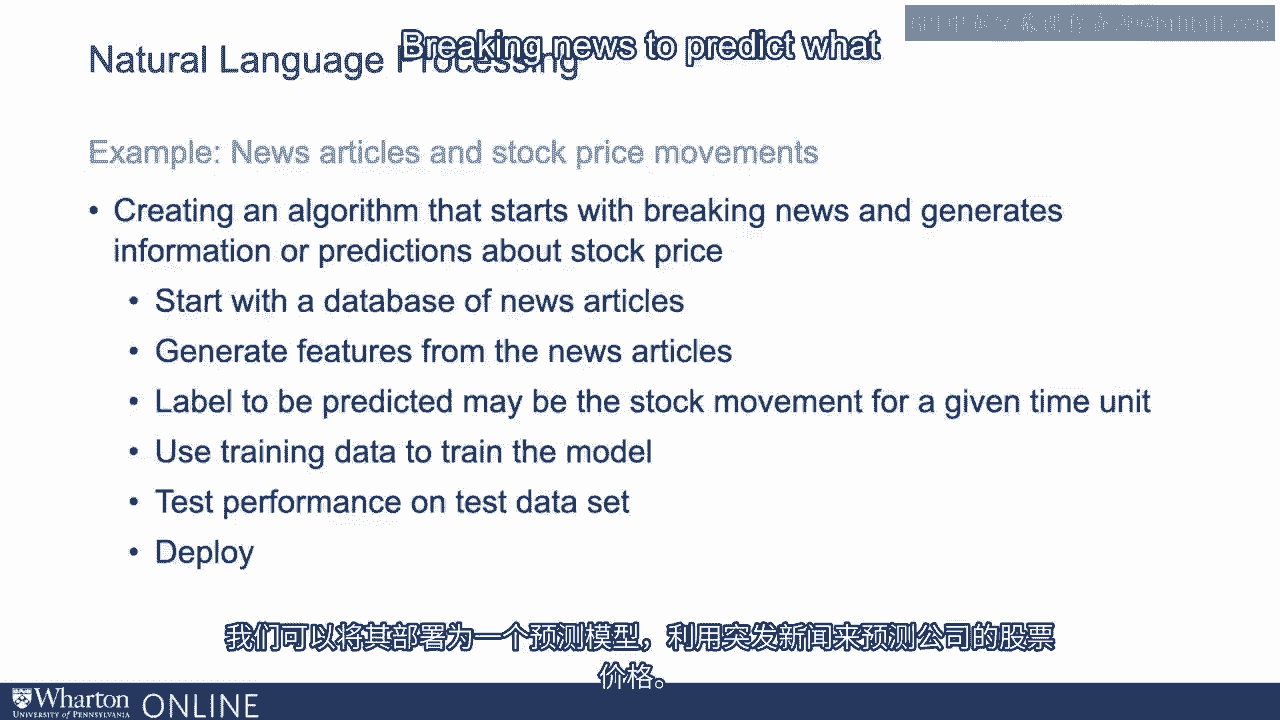 Breaking news to predict what
Natural Language Processing
Example: News articles and stock price movements
• Creating an algorithm that starts with breaking news and generates
information or predictions about stock price
• Start with a database of news articles
• Generate features from the news articles
• Label to be predicted may be the stock movement for a given time unit
• Use training data to train the model
• Test performance on test data set
• Deploy
我们可以将其部署为一个预测模型，利用突发新闻来预测公司的股票
价格。
Wharton ONLINE
UNIVERSITY of PENNSYLVANIA